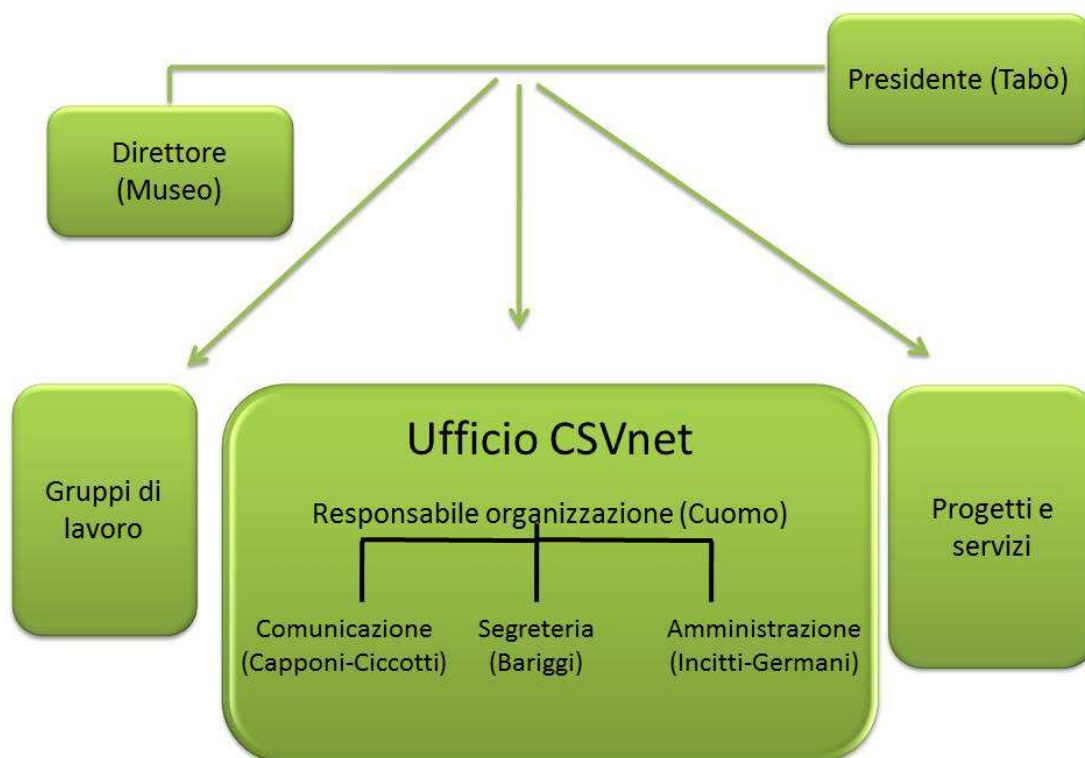 Presidente (Tabò)
Direttore
(Museo)
Gruppi di
lavoro
Ufficio CSVnet
Responsabile organizzazione (Cuomo)
Comunicazione
(Capponi-Ciccotti)
Segreteria
(Bariggi)
Amministrazione
(Incitti-Germani)
Progetti e
servizi